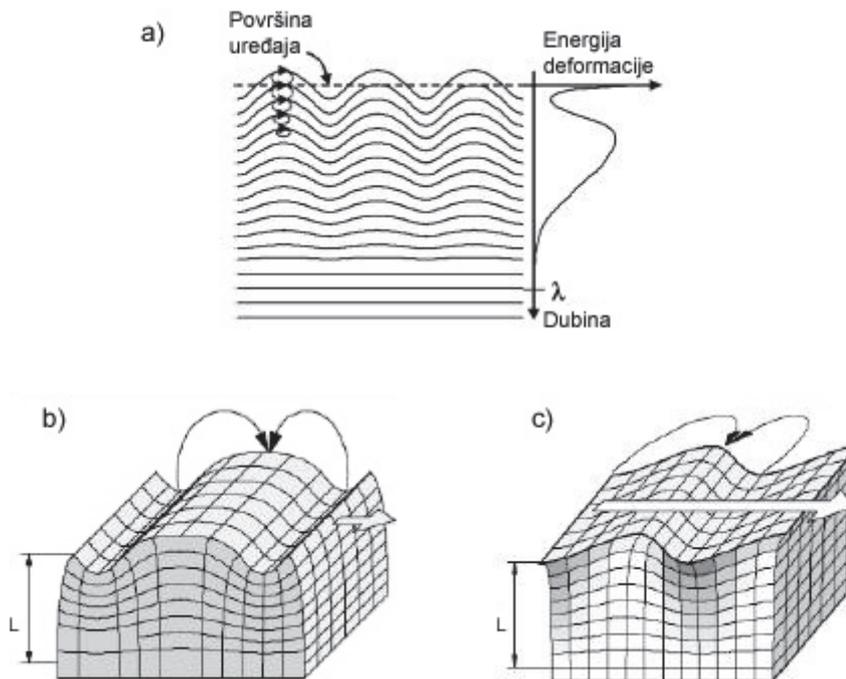 a)
Površina
uređaja
Energija
deformacije
λ
Dubina
b)
L
c)
L